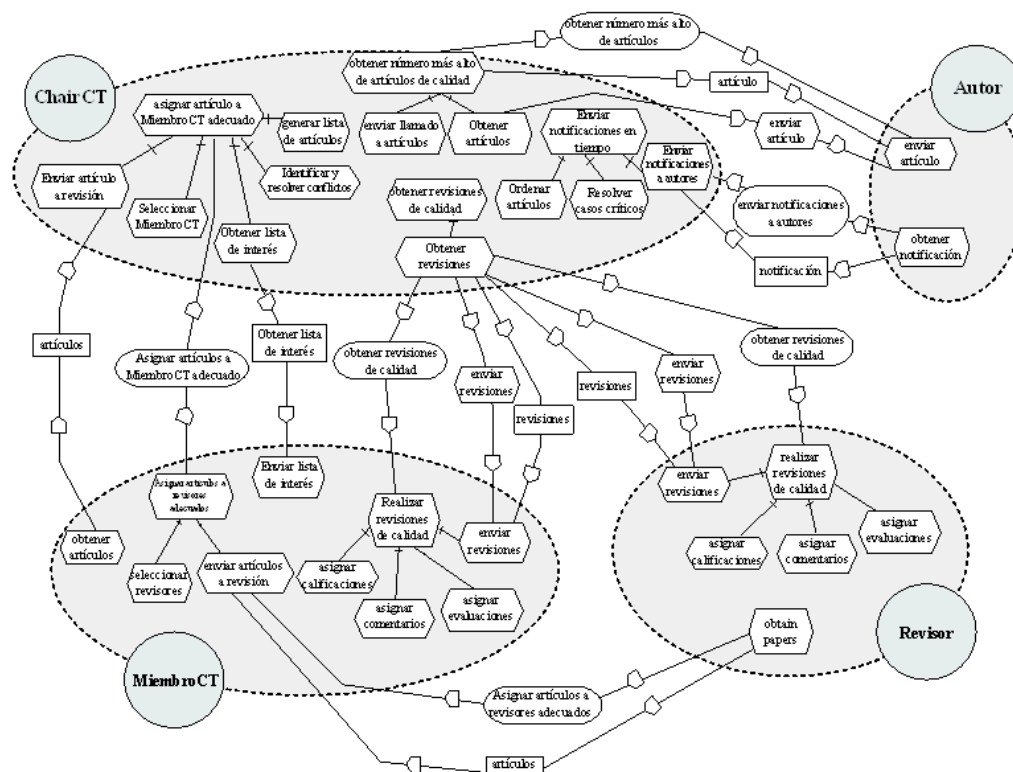 obtener número más alto
de artículos
Chair CT
obtener número más alto
de artículos de calidad
artículo
Autor
asignar artículo a
Miembro CT adecuado
generar lista
de artículos
enviar llamado
a artículos
Obtener
artículos
Enviar
notificaciones en
tiempo
enviar
artículo
enviar
artículo
Enviar artículo
a revisión
Identificar y
resolver conflictos
Enviar
notificaciones
a autores
Seleccionar
Miembro CT
obtener revisiones
de calidad
Ordenar
artículos
Resolver
casos críticos
enviar notificaciones
a autores
Obtener lista
de interés
Obtener
revisiones
obtener
notificación
notificación
artículos
Obtener lista
de interés
Asignar artículos a
Miembro CT adecuado
obtener revisiones
de calidad
enviar
revisiones
revisiones
revisiones
enviar
revisiones
obtener revisiones
de calidad
Asignar artículos a
revisores
adecuados
Enviar lista
de interés
Realizar
revisiones
de calidad
enviar
revisiones
enviar
revisiones
realizar
revisiones
de calidad
obtener
artículos
seleccionar
revisores
enviar artículos
a revisión
asignar
calificaciones
asignar
comentarios
asignar
evaluaciones
asignar
calificaciones
asignar
comentarios
asignar
evaluaciones
obtain
papers
Revisor
Miembro CT
Asignar artículos a
revisores adecuados
artículos